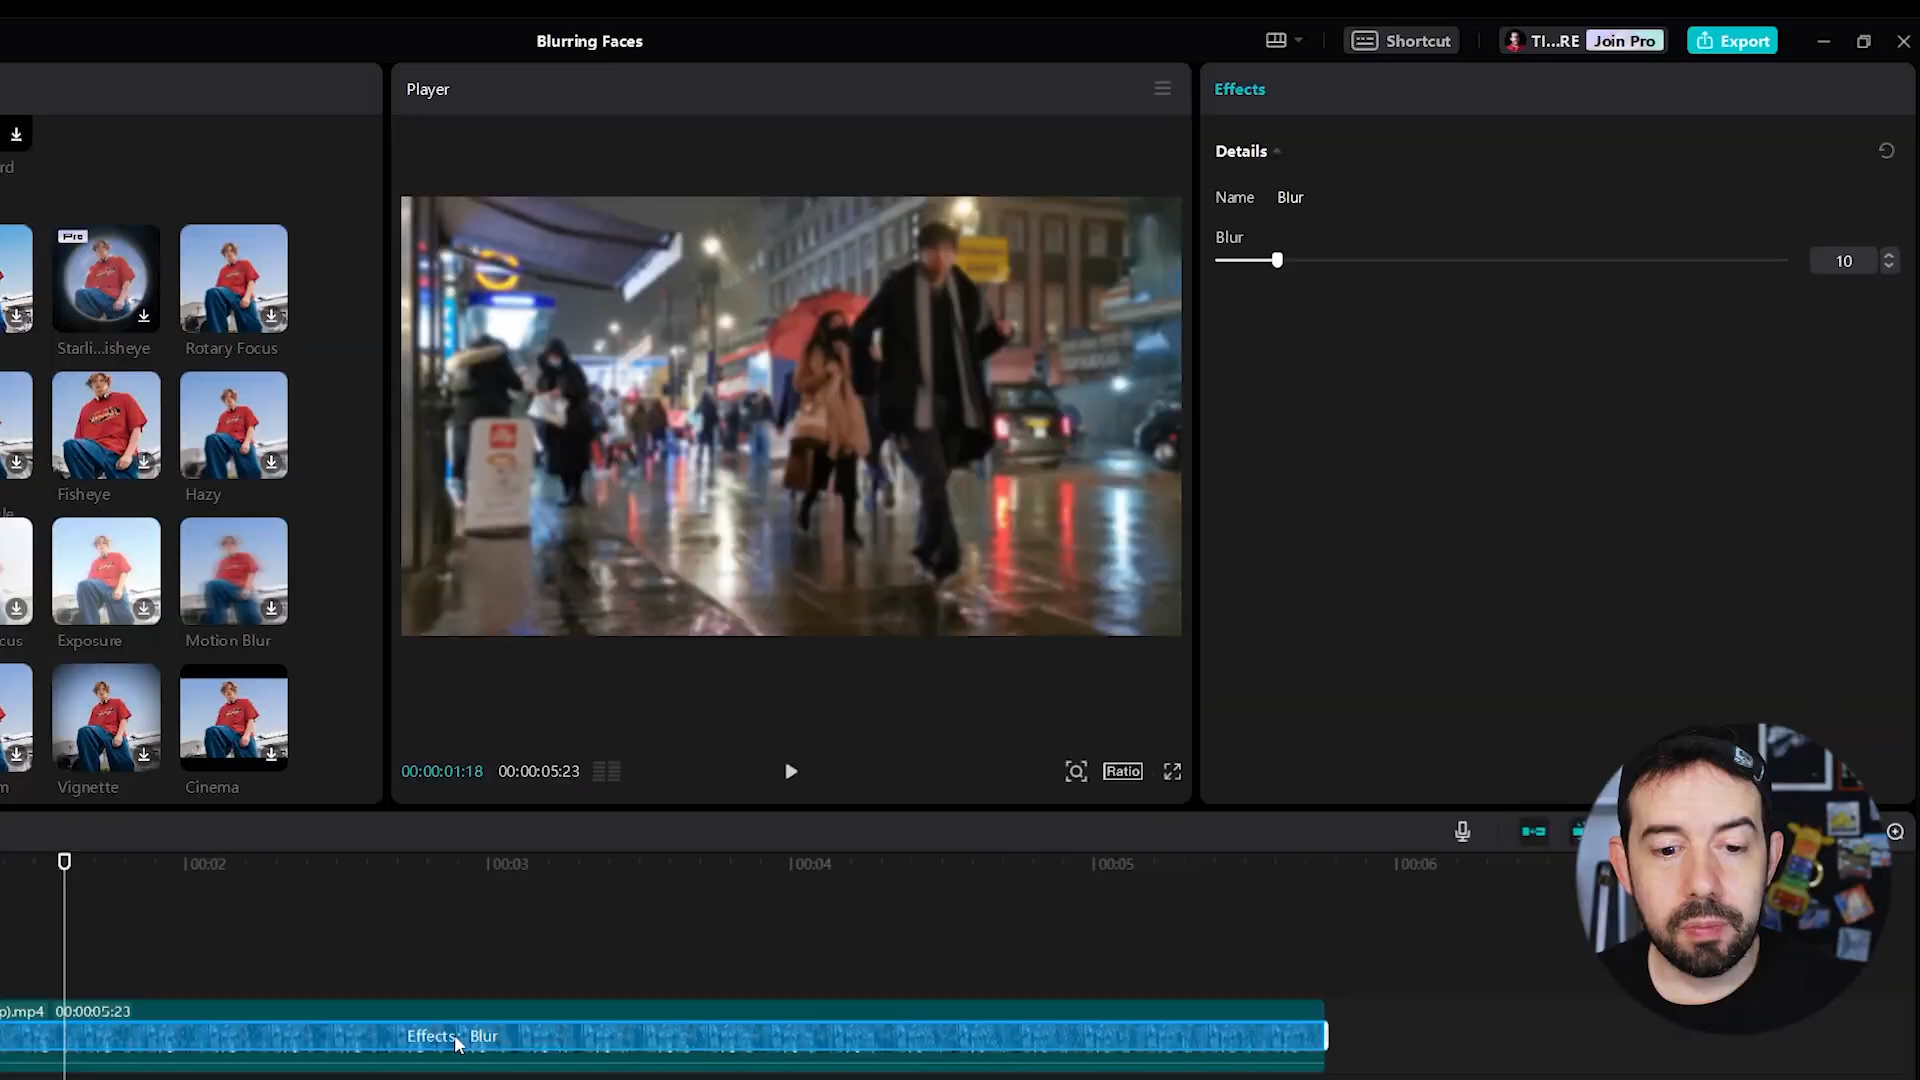 Blurring Faces
Shortcut
TI...RE
Join Pro
Export
Player
Effects
rd
Details
Name Blur
Blur
10
Pro
Starli...isheye
Rotary Focus
Fisheye
Hazy
le
cus
Exposure
Motion Blur
m
Vignette
Cinema
00:00:01:18 00:00:05:23
Ratio
00:02
00:03
00:04
00:05
00:06
p).mp4 00:00:05:23
Effects: Blur